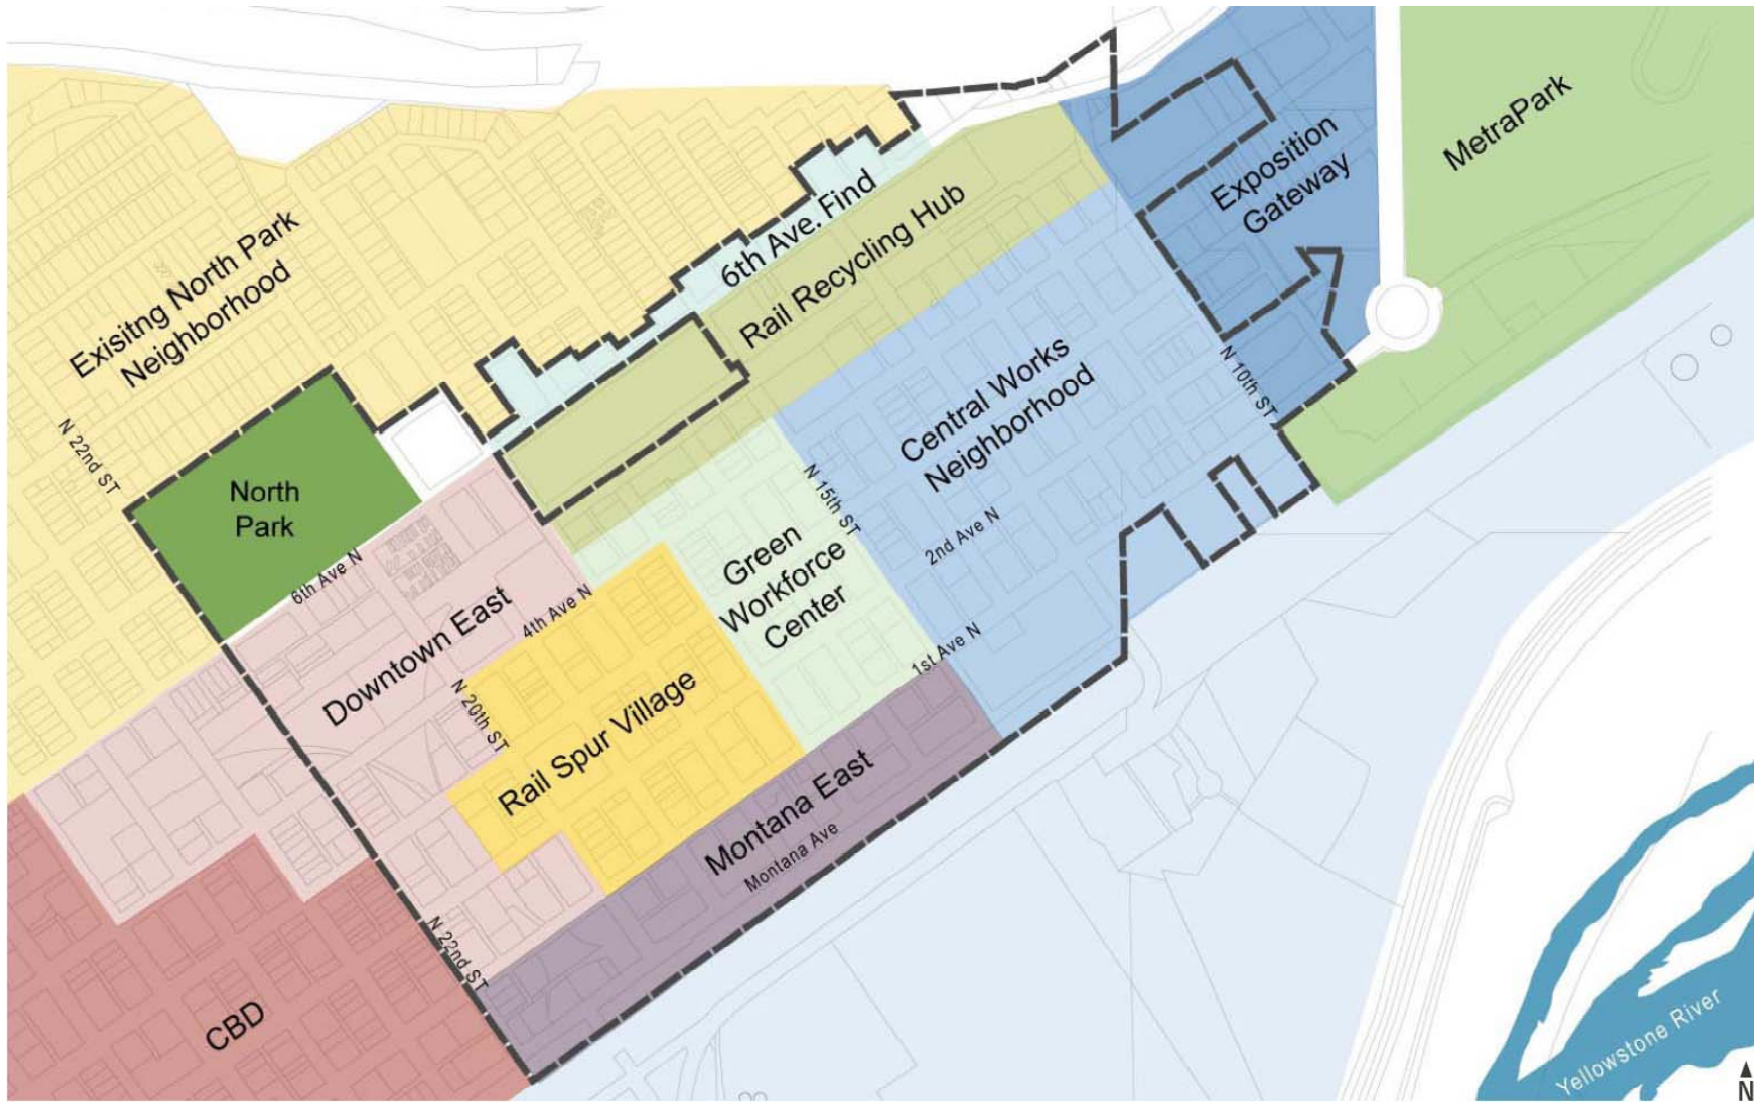 MetraPark
Exposition
Gateway
6th Ave. Find
Rail Recycling Hub
Exisitng North Park
Neighborhood
Central Works
Neighborhood
N 10th ST
N 22nd ST
North
Park
N 15th ST
2nd Ave N
Green
Workforce
Center
6th Ave N
4th Ave N
Downtown East
1st Ave N
N 20th ST
Rail Spur Village
Montana East
Montana Ave
N 22nd ST
CBD
Yellowstone River
N